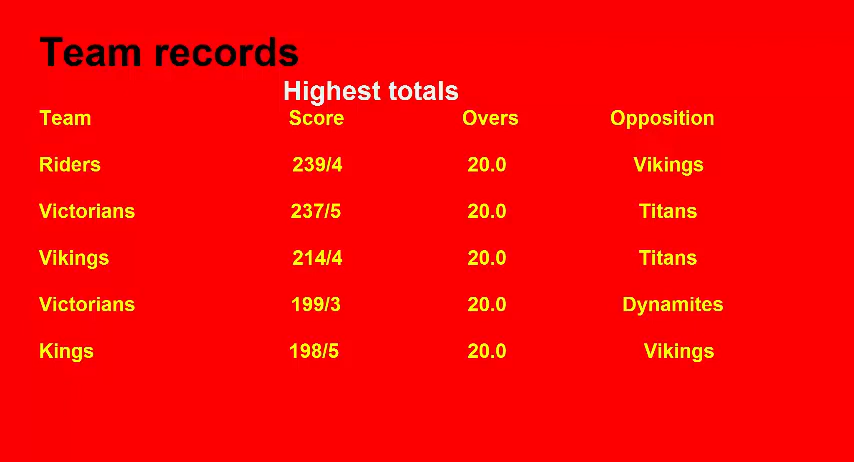 Team records
Highest totals
Team Score Overs Opposition
Riders 239/4 20.0 Vikings
Victorians 237/5 20.0 Titans
Vikings 214/4 20.0 Titans
Victorians 199/3 20.0 Dynamites
Kings 198/5 20.0 Vikings